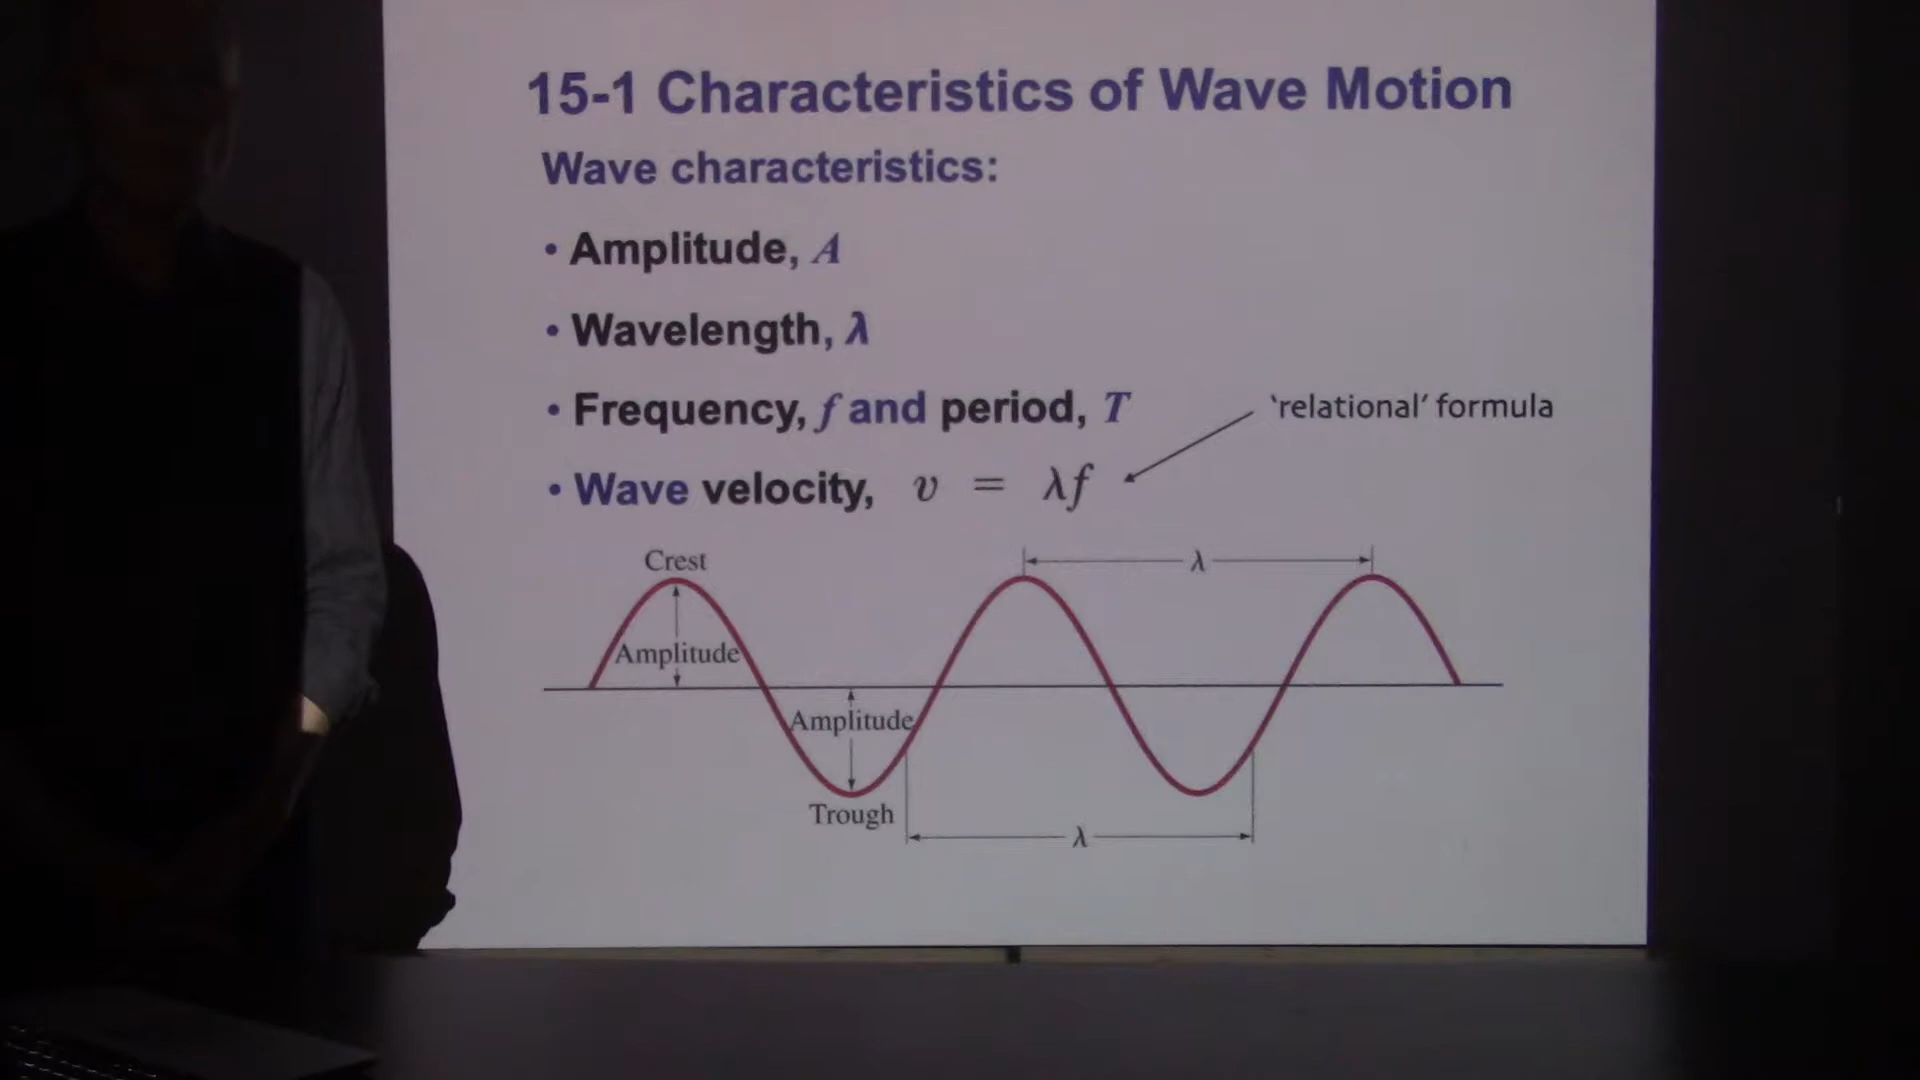 15-1 Characteristics of Wave Motion
Wave characteristics:
• Amplitude, A
• Wavelength, λ
• Frequency, f and period, T
'relational' formula
• Wave velocity, v = λf
Crest
λ
Amplitude
Amplitude
Trough
λ